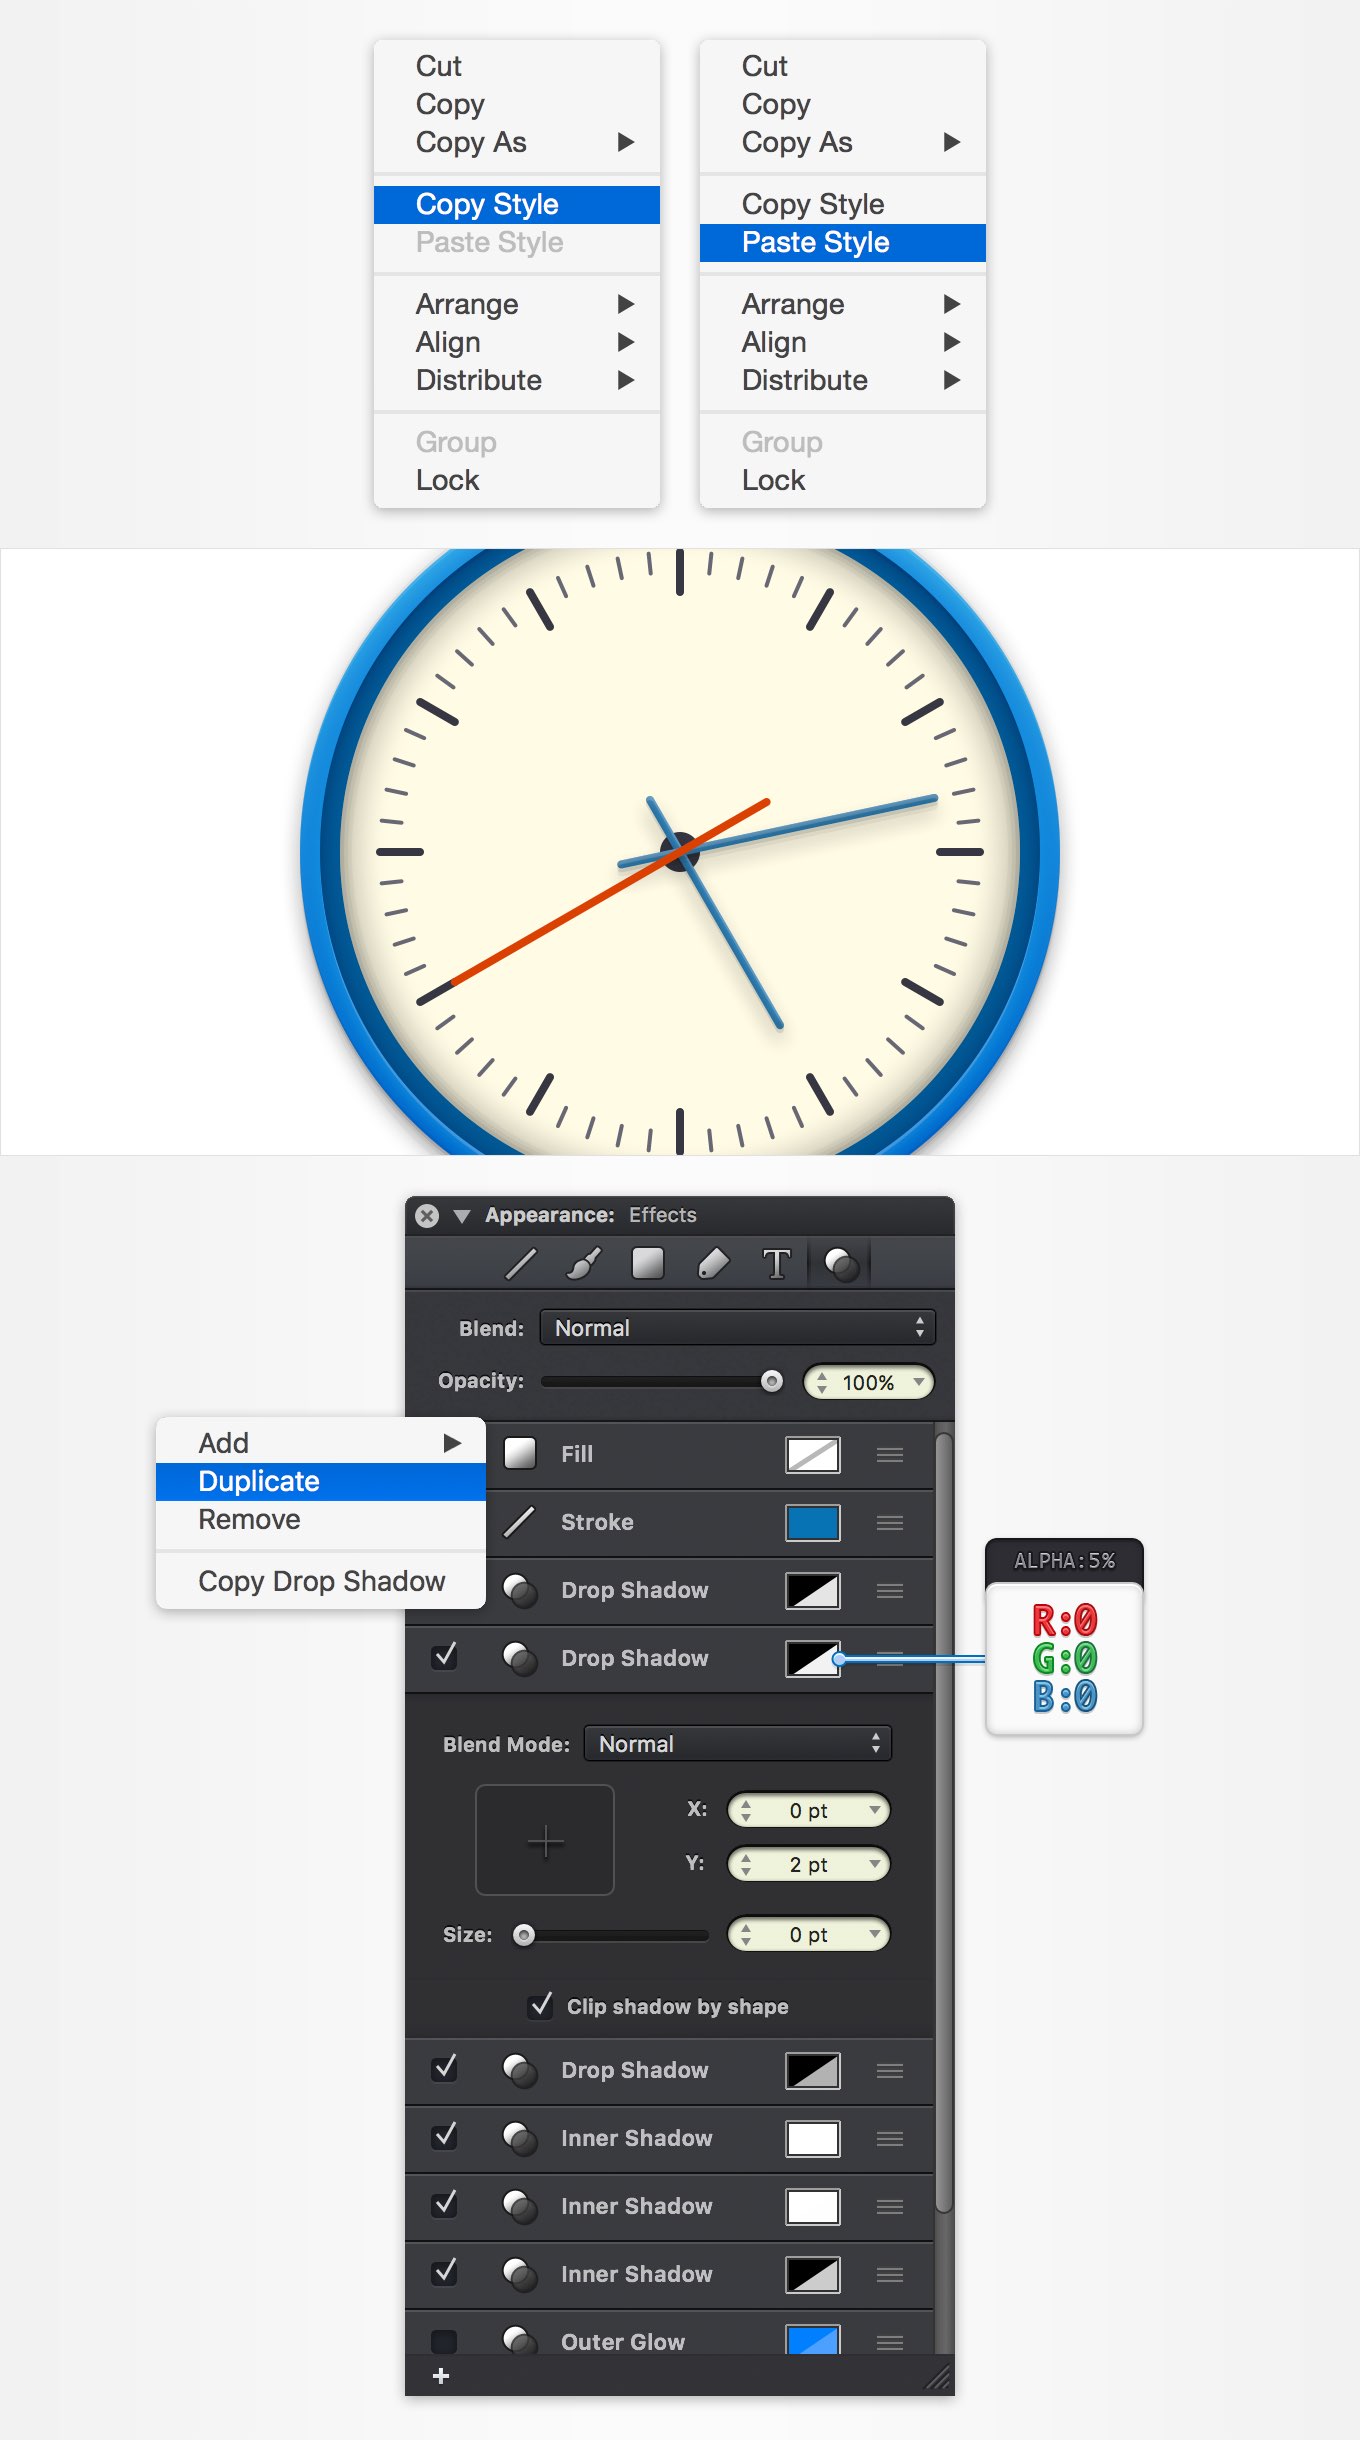 Cut
Copy
Copy As
Copy Style
Paste Style
Arrange
Align
Distribute
Group
Lock
Cut
Copy
Copy As
Copy Style
Paste Style
Arrange
Align
Distribute
Group
Lock
Appearance: Effects
T
Blend: Normal
Opacity: 100%
Add
Duplicate
Remove
Copy Drop Shadow
Fill
Stroke
Drop Shadow
Drop Shadow
ALPHA:5%
R:0
G:0
B:0
Blend Mode: Normal
X: 0 pt
Y: 2 pt
Size: 0 pt
Clip shadow by shape
Drop Shadow
Inner Shadow
Inner Shadow
Inner Shadow
Outer Glow